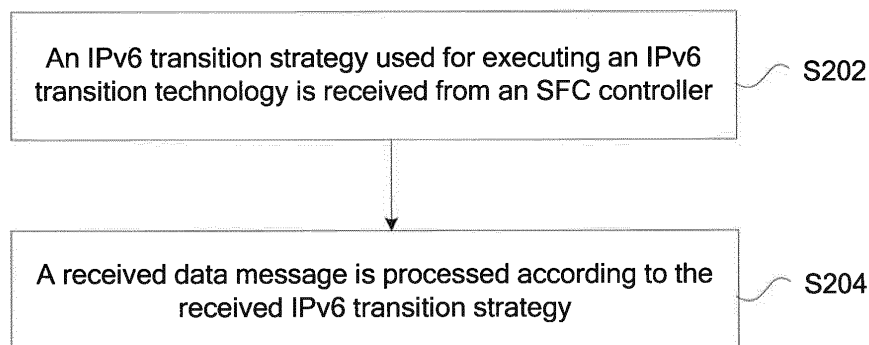 An IPv6 transition strategy used for executing an IPv6
transition technology is received from an SFC controller
S202
A received data message is processed according to the
received IPv6 transition strategy
S204